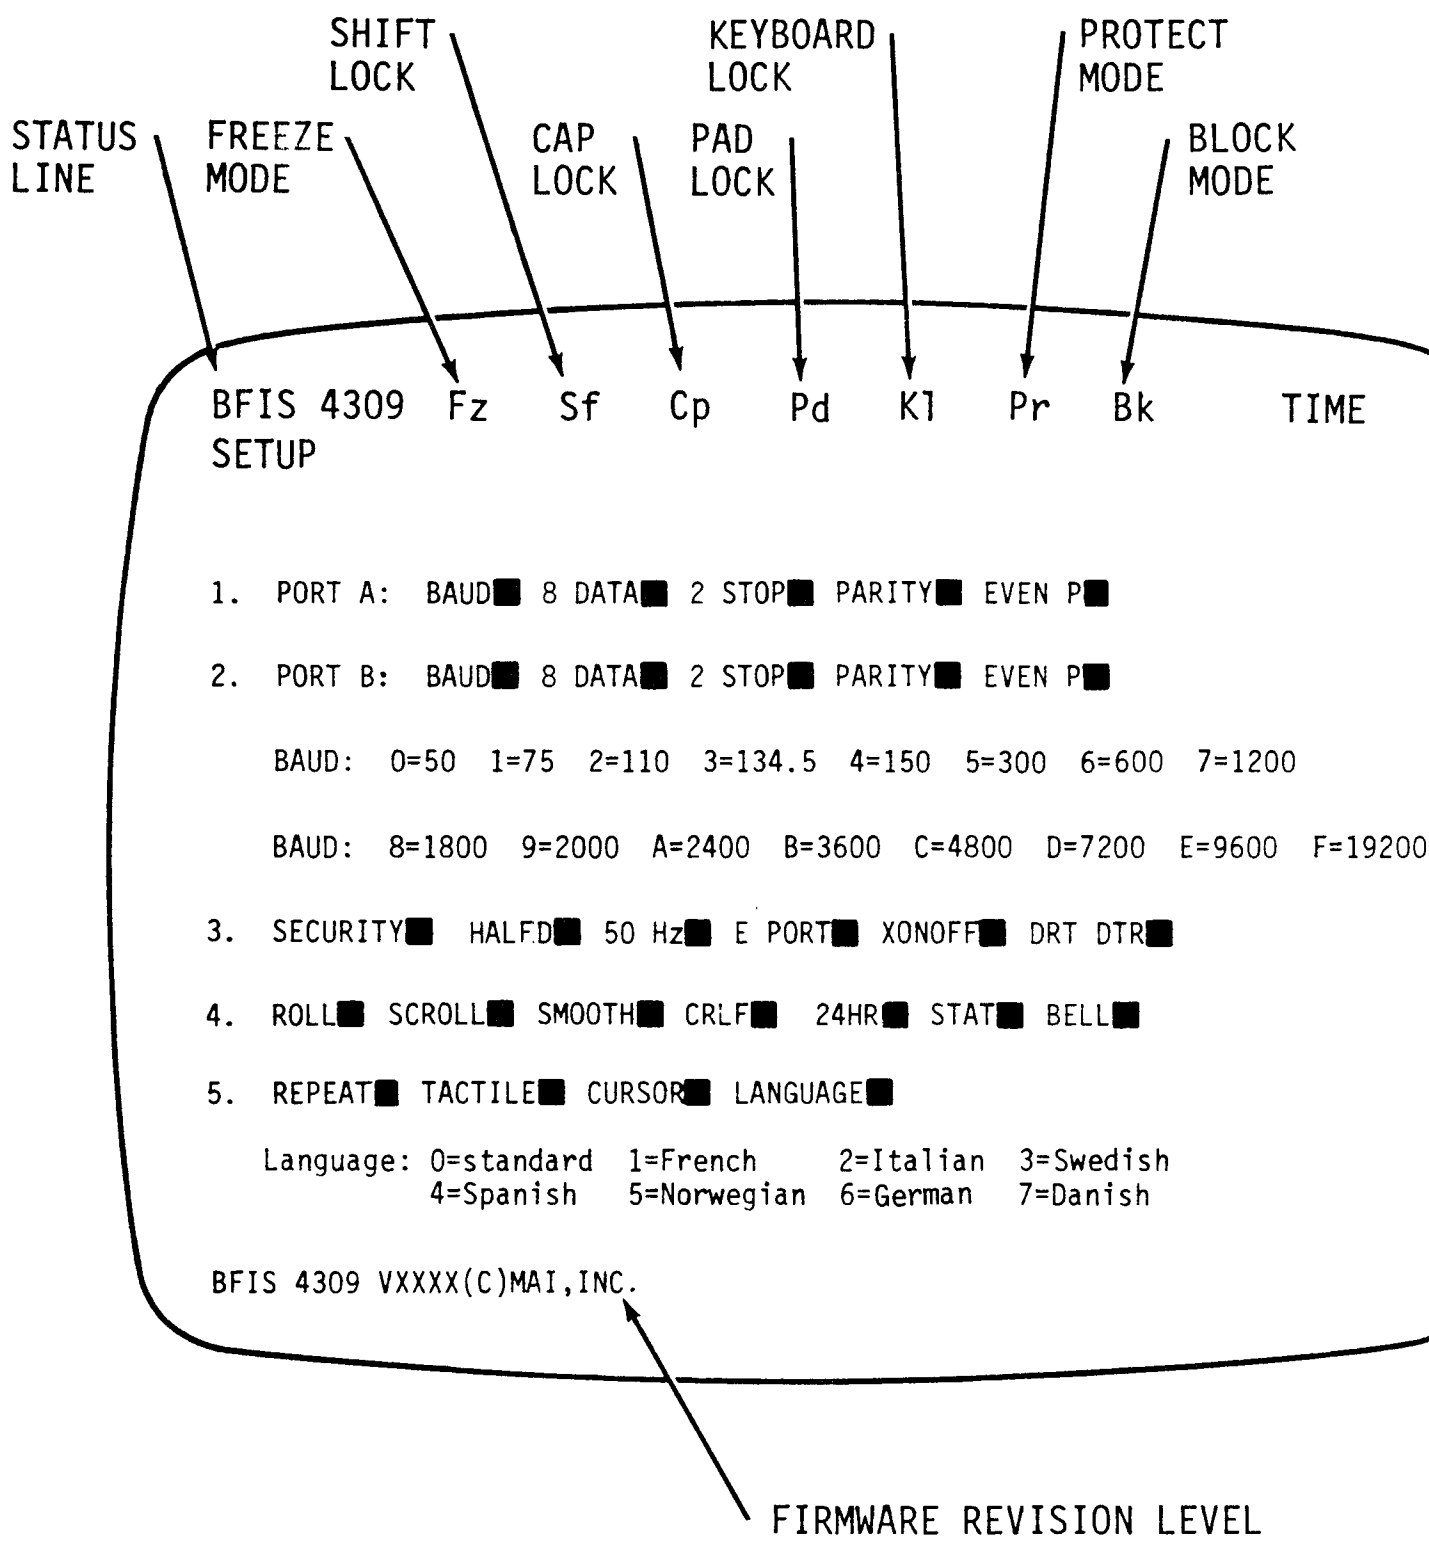 SHIFT LOCK
KEYBOARD LOCK
PROTECT MODE
STATUS LINE
FREEZE MODE
CAP LOCK
PAD LOCK
BLOCK MODE
BFIS 4309 Fz Sf Cp Pd Kl Pr Bk TIME
SETUP
1. PORT A: BAUD■ 8 DATA■ 2 STOP■ PARITY■ EVEN P■
2. PORT B: BAUD■ 8 DATA■ 2 STOP■ PARITY■ EVEN P■
BAUD: 0=50 1=75 2=110 3=134.5 4=150 5=300 6=600 7=1200
BAUD: 8=1800 9=2000 A=2400 B=3600 C=4800 D=7200 E=9600 F=19200
3. SECURITY■ HALFD■ 50 Hz■ E PORT■ XONOFF■ DRT DTR■
4. ROLL■ SCROLL■ SMOOTH■ CRLF■ 24HR■ STAT■ BELL■
5. REPEAT■ TACTILE■ CURSOR■ LANGUAGE■
Language: 0=standard 1=French 2=Italian 3=Swedish
4=Spanish 5=Norwegian 6=German 7=Danish
BFIS 4309 VXXXX(C)MAI,INC.
FIRMWARE REVISION LEVEL